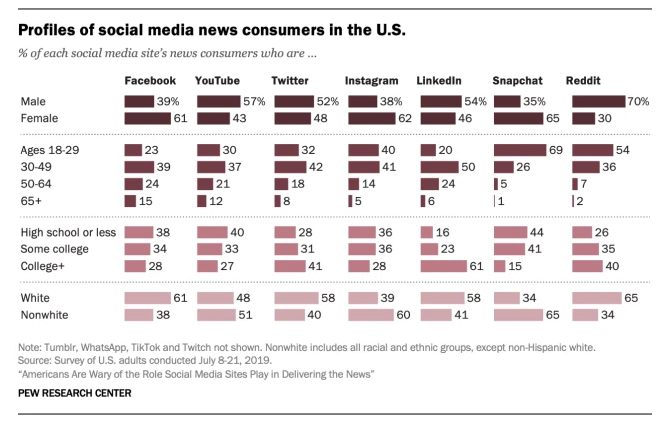 Profiles of social media news consumers in the U.S.
% of each social media site's news consumers who are ...
Facebook YouTube Twitter Instagram LinkedIn Snapchat Reddit
Male 39% 57% 52% 38% 54% 35% 70%
Female 61 43 48 62 46 65 30
Ages 18-29 23 30 32 40 20 69 54
30-49 39 37 42 41 50 26 36
50-64 24 21 18 14 24 5 7
65+ 15 12 8 5 6 1 2
High school or less 38 40 28 36 16 44 26
Some college 34 33 31 36 23 41 35
College+ 28 27 41 28 61 15 40
White 61 48 58 39 58 34 65
Nonwhite 38 51 40 60 41 65 34
Note: Tumblr, WhatsApp, TikTok and Twitch not shown. Nonwhite includes all racial and ethnic groups, except non-Hispanic white.
Source: Survey of U.S. adults conducted July 8-21, 2019.
"Americans Are Wary of the Role Social Media Sites Play in Delivering the News"
PEW RESEARCH CENTER